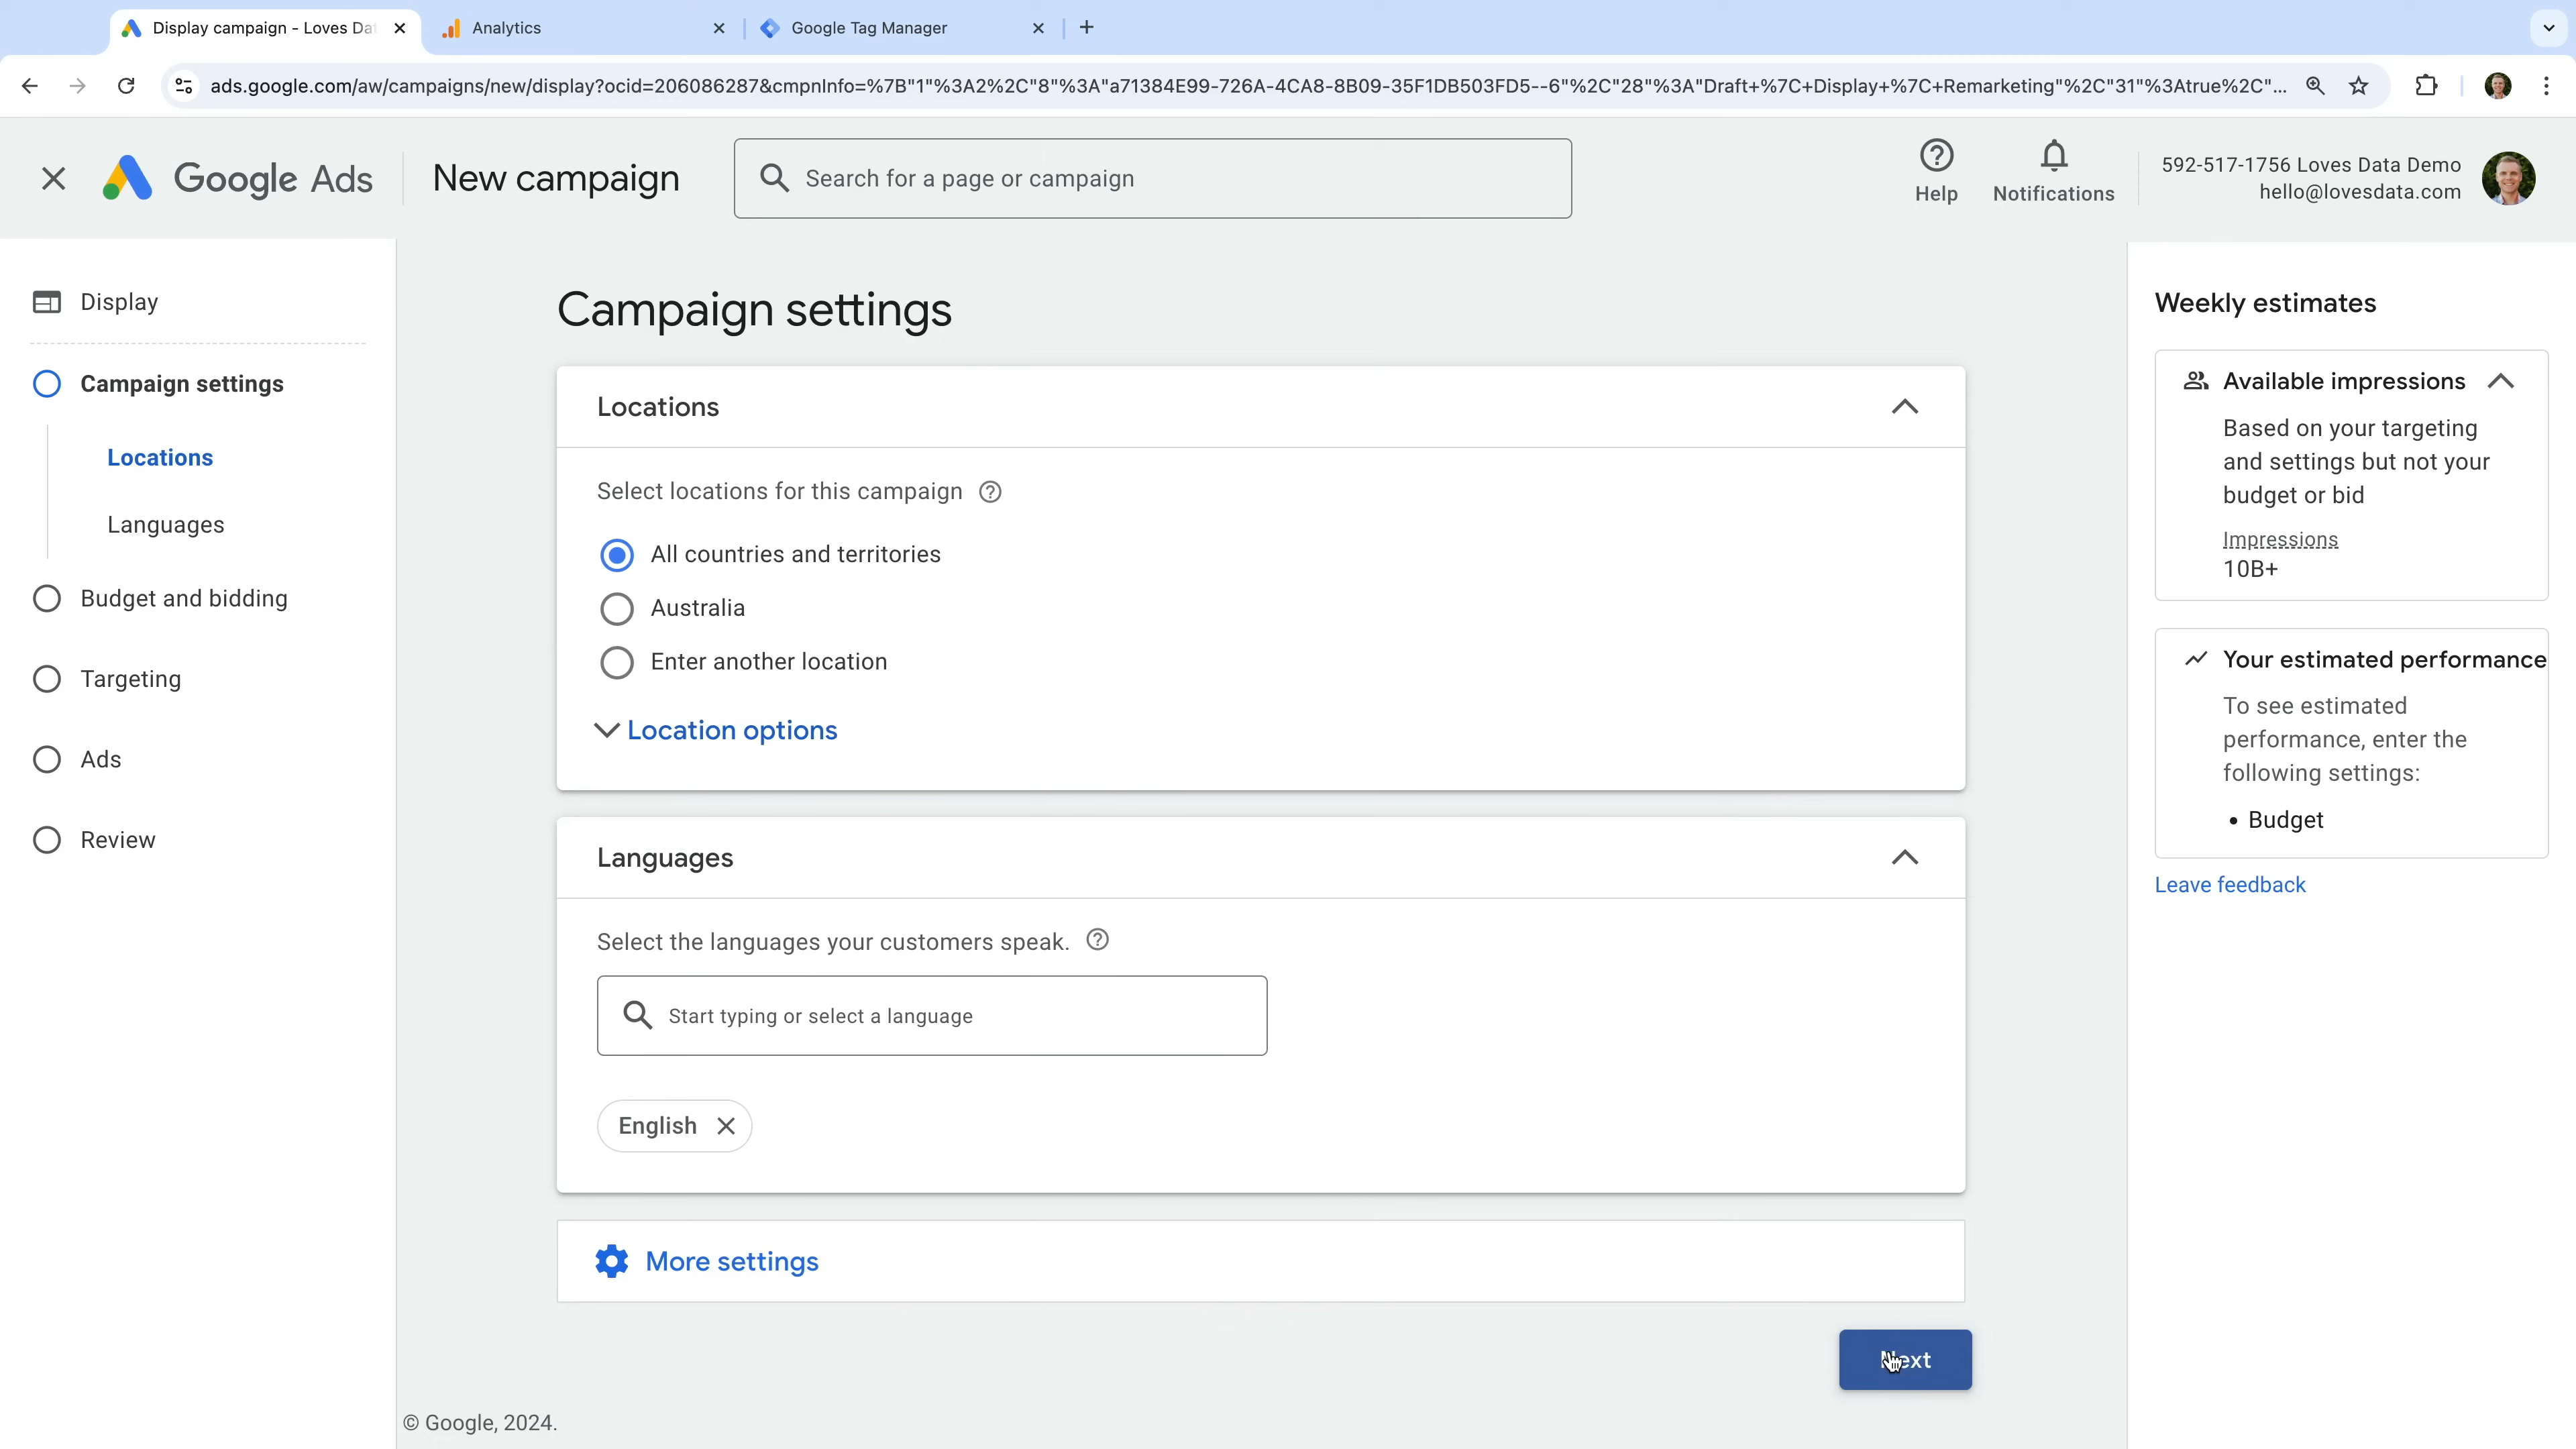 Display campaign - Loves Dat
Analytics
Google Tag Manager
ads.google.com/aw/campaigns/new/display?ocid=206086287&cmpnInfo=%7B"1"%3A2%2C"8"%3A"a71384E99-726A-4CA8-8B09-35F1DB503FD5--6"%2C"28"%3A"Draft+%7C+Display+%7C+Remarketing"%2C"31"%3Atrue%2C"...
Google Ads
New campaign
Search for a page or campaign
Help
Notifications
592-517-1756 Loves Data Demo
hello@lovesdata.com
Display
Campaign settings
Locations
Languages
Budget and bidding
Targeting
Ads
Review
Campaign settings
Locations
Select locations for this campaign
All countries and territories
Australia
Enter another location
Location options
Languages
Select the languages your customers speak.
Start typing or select a language
English
More settings
Next
© Google, 2024.
Weekly estimates
Available impressions
Based on your targeting
and settings but not your
budget or bid
Impressions
10B+
Your estimated performance
To see estimated
performance, enter the
following settings:
• Budget
Leave feedback